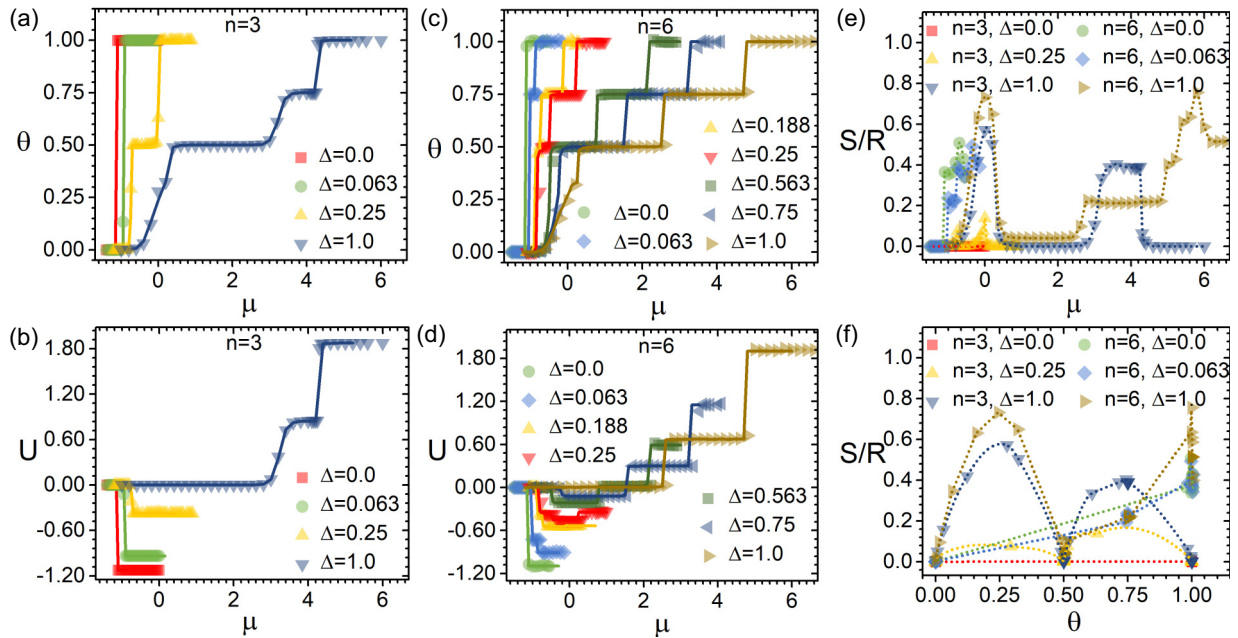 (a)
n=3
1.00
0.75
0.50
0.25
0.00
θ
Δ=0.0
Δ=0.063
Δ=0.25
Δ=1.0
0 2 4 6
μ
(c)
n=6
1.00
0.75
0.50
0.25
0.00
θ
Δ=0.188
Δ=0.25
Δ=0.563
Δ=0.75
Δ=1.0
Δ=0.0
Δ=0.063
0 2 4 6
μ
(e)
n=3, Δ=0.0
n=3, Δ=0.25
n=3, Δ=1.0
n=6, Δ=0.0
n=6, Δ=0.063
n=6, Δ=1.0
1.0
0.8
0.6
0.4
0.2
0.0
S/R
0 2 4 6
μ
(b)
n=3
1.80
1.20
0.60
0.00
-0.60
-1.20
U
Δ=0.0
Δ=0.063
Δ=0.25
Δ=1.0
0 2 4 6
μ
(d)
n=6
1.80
1.20
0.60
0.00
-0.60
-1.20
U
Δ=0.0
Δ=0.063
Δ=0.188
Δ=0.25
Δ=0.563
Δ=0.75
Δ=1.0
0 2 4 6
μ
(f)
n=3, Δ=0.0
n=3, Δ=0.25
n=3, Δ=1.0
n=6, Δ=0.0
n=6, Δ=0.063
n=6, Δ=1.0
1.0
0.8
0.6
0.4
0.2
0.0
S/R
0.00 0.25 0.50 0.75 1.00
θ